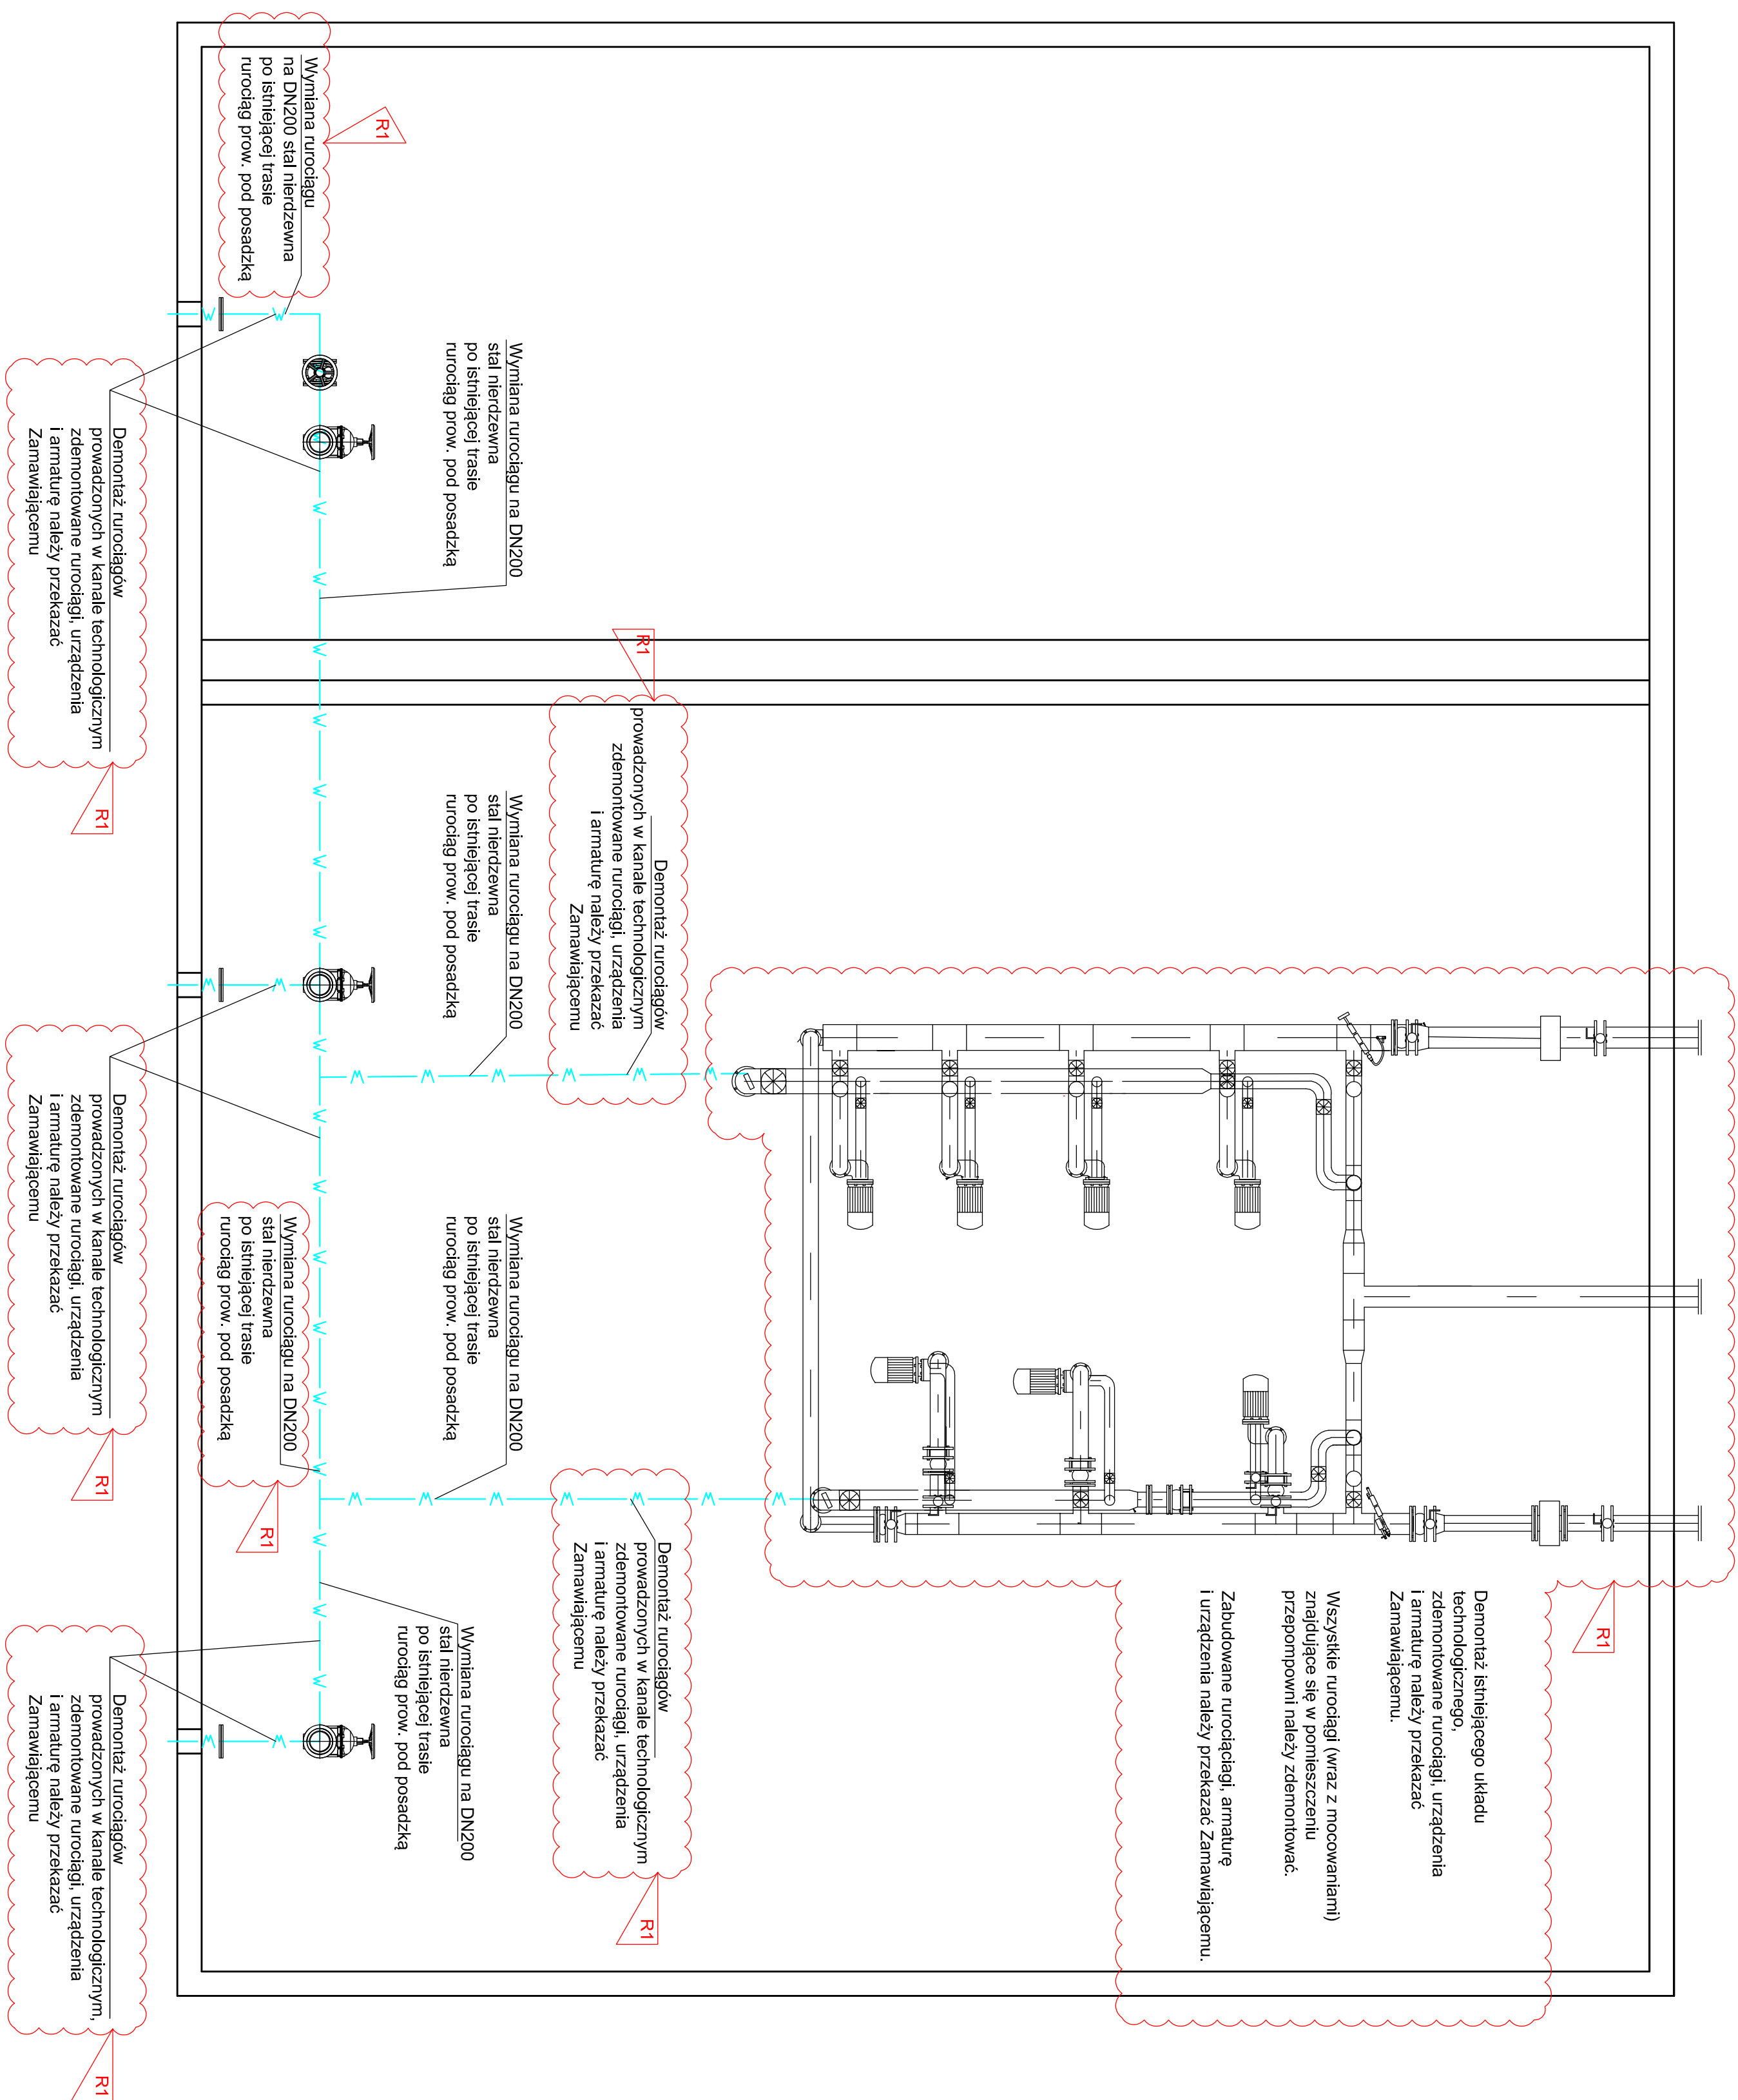 Demontaż istniejącego układu
technologicznego,
zdemontowane rurociągi, urządzenia
i armaturę należy przekazać
Zamawiającemu.
Wszystkie rurociągi (wraz z mocowaniami)
znajdujące się w pomieszczeniu
przepompowni należy zdemontować.
Zabudowane rurociąciągi, armaturę
i urządzenia należy przekazać Zamawiającemu.
R1
Demontaż rurociągów
prowadzonych w kanale technologicznym
zdemontowane rurociągi, urządzenia
i armaturę należy przekazać
Zamawiającemu
R1
Demontaż rurociągów
prowadzonych w kanale technologicznym
zdemontowane rurociągi, urządzenia
i armaturę należy przekazać
Zamawiającemu
R1
Wymiana rurociągu na DN200
stal nierdzewna
po istniejącej trasie
rurociąg prow. pod posadzką
Wymiana rurociągu na DN200
stal nierdzewna
po istniejącej trasie
rurociąg prow. pod posadzką
Wymiana rurociągu na DN200
stal nierdzewna
po istniejącej trasie
rurociąg prow. pod posadzką
Wymiana rurociągu na DN200
stal nierdzewna
po istniejącej trasie
rurociąg prow. pod posadzką
R1
Wymiana rurociągu
na DN200 stal nierdzewna
po istniejącej trasie
rurociąg prow. pod posadzką
Wymiana rurociągu na DN200
stal nierdzewna
po istniejącej trasie
rurociąg prow. pod posadzką
R1
Demontaż rurociągów
prowadzonych w kanale technologicznym
zdemontowane rurociągi, urządzenia
i armaturę należy przekazać
Zamawiającemu
R1
Demontaż rurociągów
prowadzonych w kanale technologicznym
zdemontowane rurociągi, urządzenia
i armaturę należy przekazać
Zamawiającemu
R1
Demontaż rurociągów
prowadzonych w kanale technologicznym,
zdemontowane rurociągi, urządzenia
i armaturę należy przekazać
Zamawiającemu
R1